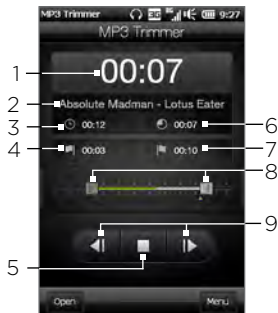 MP3 Trimmer 3G 9:27
MP3 Trimmer
1 00:07
2 Absolute Madman - Lotus Eater
3 00:12 00:07 6
4 00:03 00:10 7
8
9
5
Open Menu